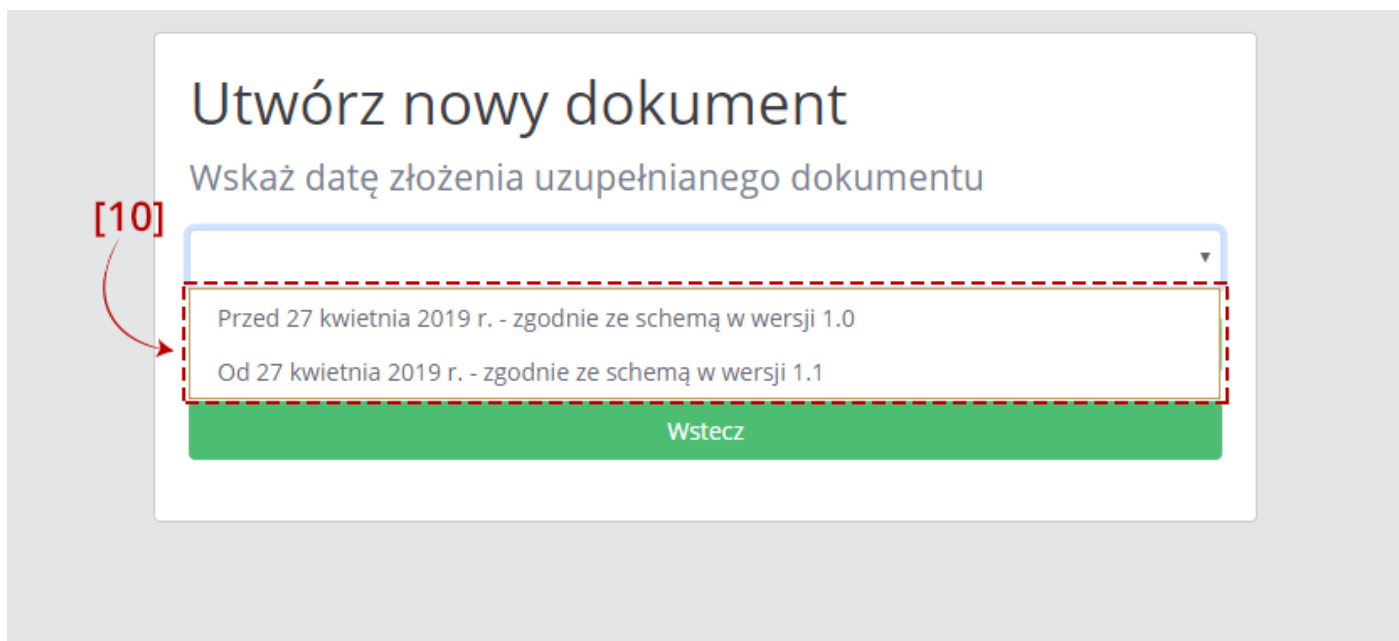 Utwórz nowy dokument
Wskaż datę złożenia uzupełnianego dokumentu
[10]
Przed 27 kwietnia 2019 r. - zgodnie ze schemą w wersji 1.0
Od 27 kwietnia 2019 r. - zgodnie ze schemą w wersji 1.1
Wstecz